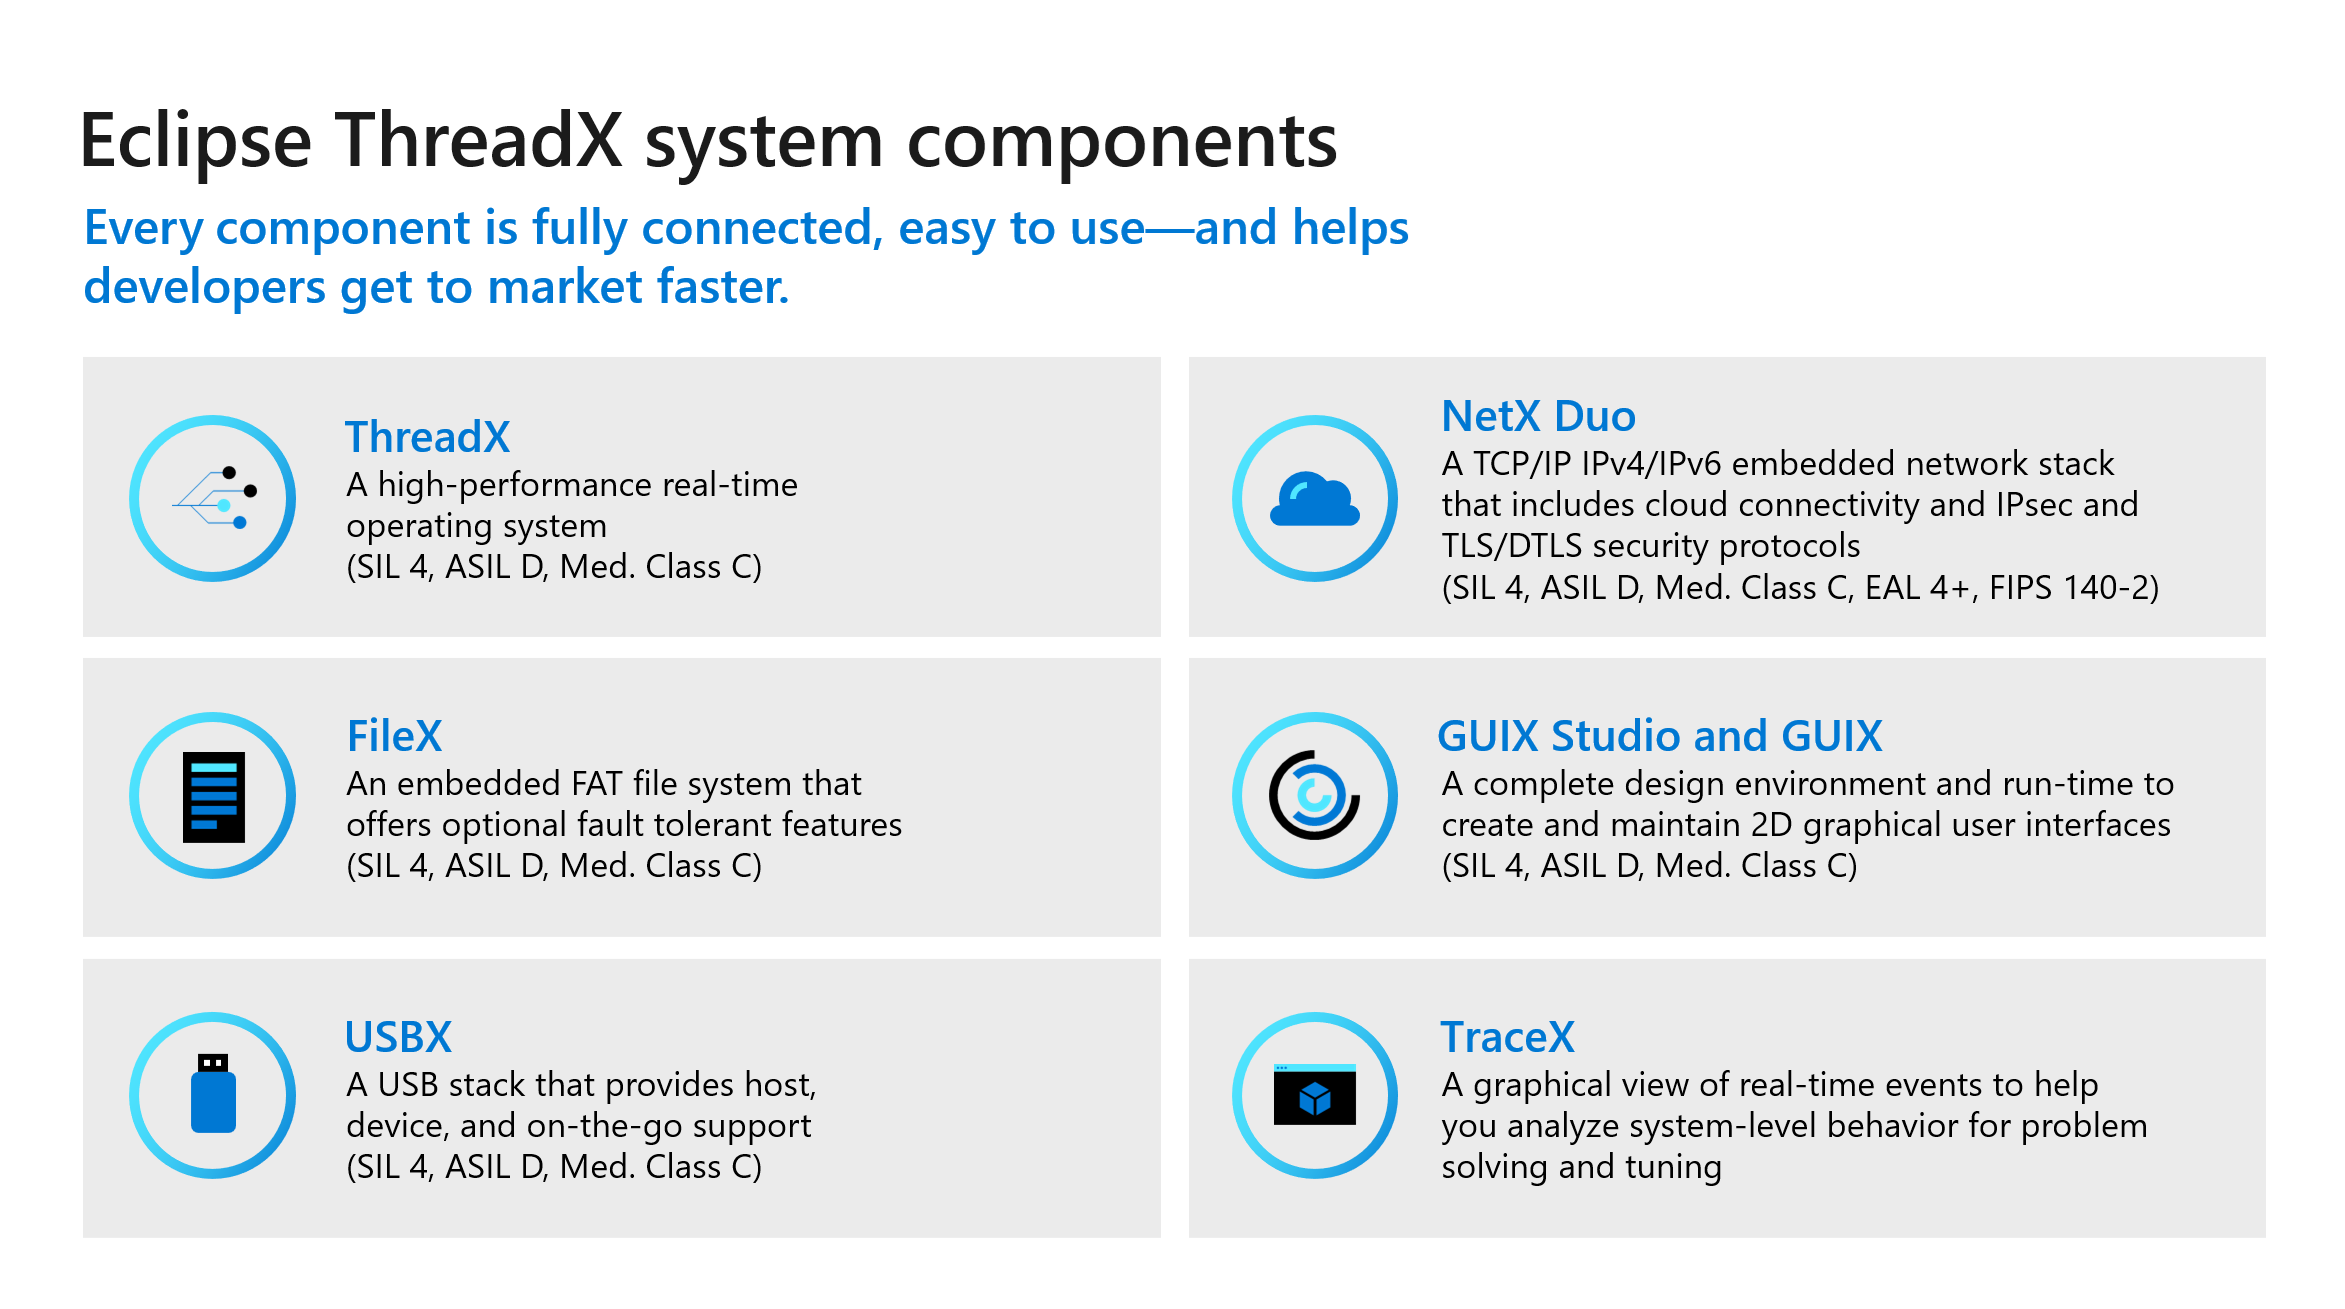 Eclipse ThreadX system components
Every component is fully connected, easy to use—and helps
developers get to market faster.
ThreadX
A high-performance real-time
operating system
(SIL 4, ASIL D, Med. Class C)
NetX Duo
A TCP/IP IPv4/IPv6 embedded network stack
that includes cloud connectivity and IPsec and
TLS/DTLS security protocols
(SIL 4, ASIL D, Med. Class C, EAL 4+, FIPS 140-2)
FileX
An embedded FAT file system that
offers optional fault tolerant features
(SIL 4, ASIL D, Med. Class C)
GUIX Studio and GUIX
A complete design environment and run-time to
create and maintain 2D graphical user interfaces
(SIL 4, ASIL D, Med. Class C)
USBX
A USB stack that provides host,
device, and on-the-go support
(SIL 4, ASIL D, Med. Class C)
TraceX
A graphical view of real-time events to help
you analyze system-level behavior for problem
solving and tuning